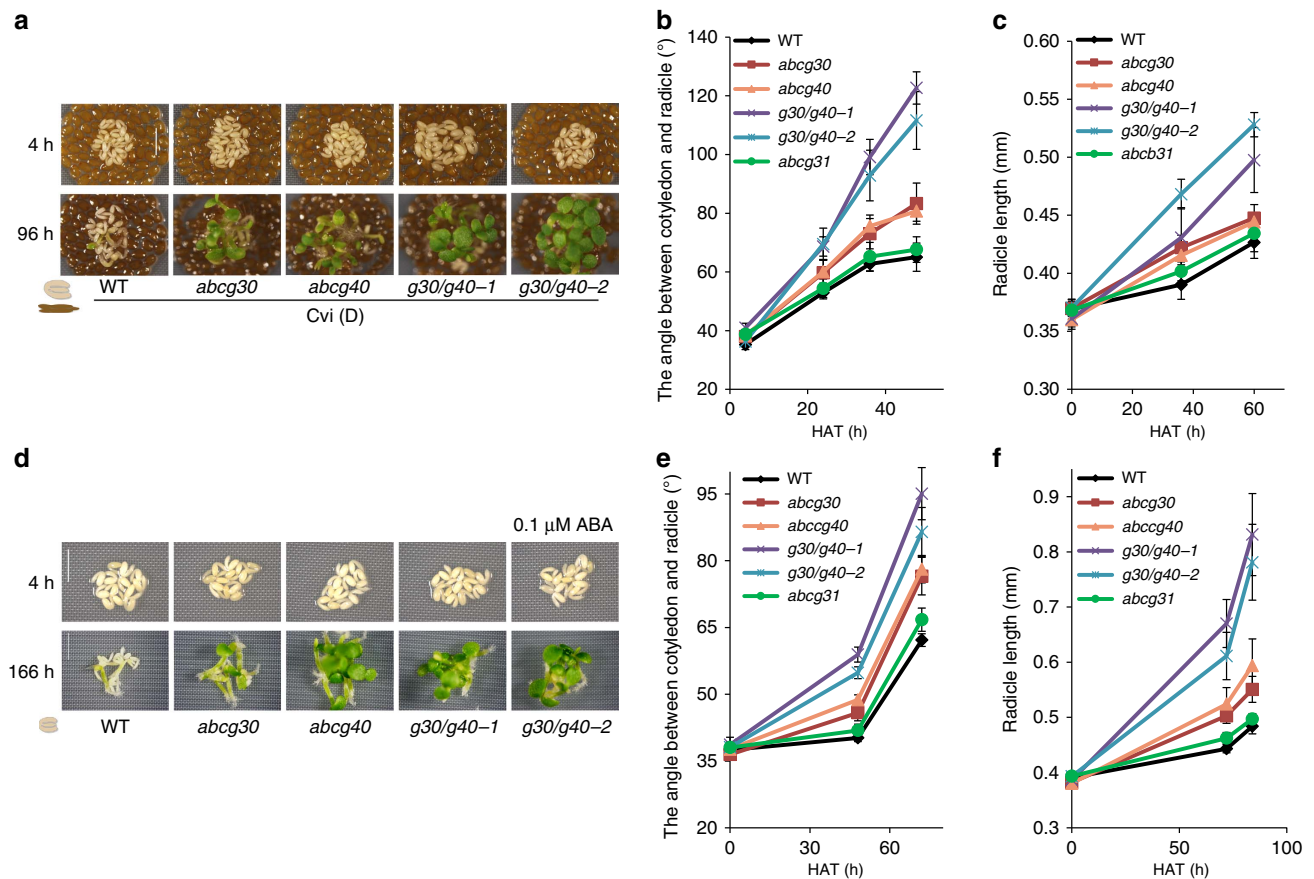 a
4 h
96 h
WT abcg30 abcg40 g30/g40–1 g30/g40–2
Cvi (D)
b
The angle between cotyledon and radicle (°)
140
120
100
80
60
40
20
0 20 40
HAT (h)
WT
abcg30
abcg40
g30/g40–1
g30/g40–2
abcg31
c
Radicle length (mm)
0.60
0.55
0.50
0.45
0.40
0.35
0.30
0 20 40 60
HAT (h)
WT
abcg30
abcg40
g30/g40–1
g30/g40–2
abcb31
d
0.1 μM ABA
4 h
166 h
WT abcg30 abcg40 g30/g40–1 g30/g40–2
e
The angle between cotyledon and radicle (°)
95
80
65
50
35
20
0 30 60
HAT (h)
WT
abcg30
abccg40
g30/g40–1
g30/g40–2
abcg31
f
Radicle length (mm)
0.9
0.8
0.7
0.6
0.5
0.4
0.3
0 50 100
HAT (h)
WT
abcg30
abccg40
g30/g40–1
g30/g40–2
abcg31